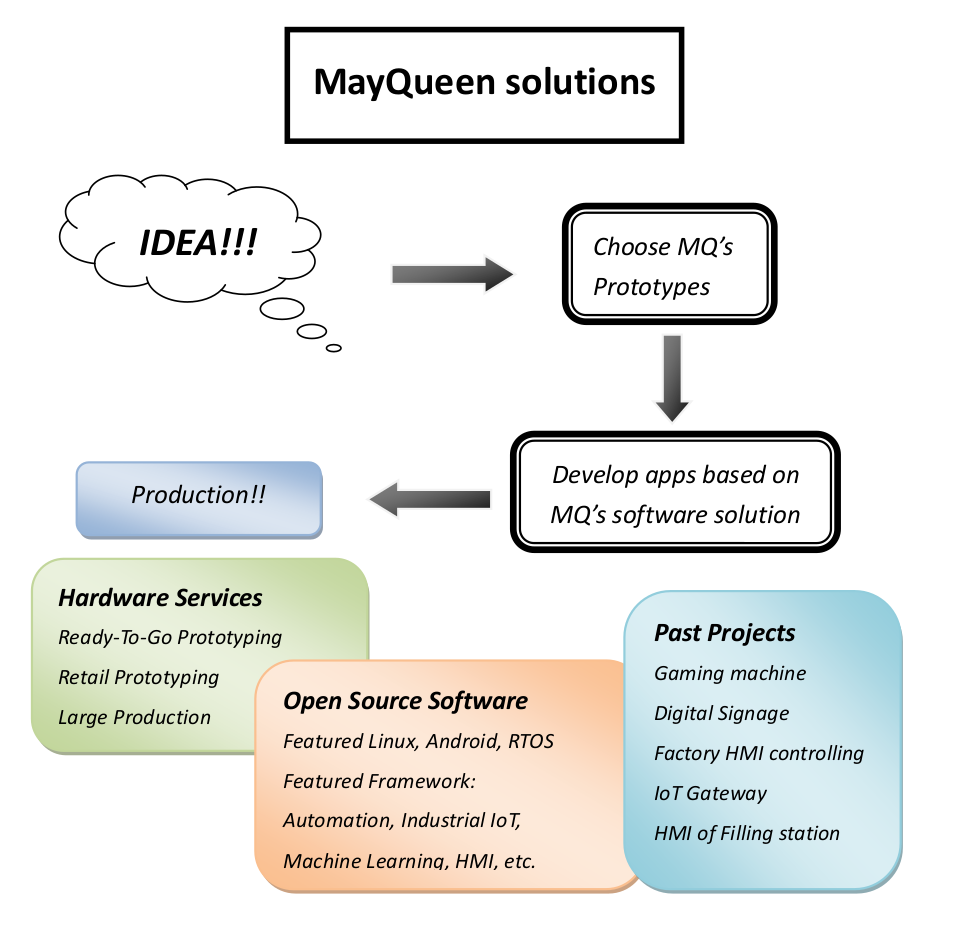 MayQueen solutions
IDEA!!!
Choose MQ's
Prototypes
Develop apps based on
MQ's software solution
Production!!
Hardware Services
Ready-To-Go Prototyping
Retail Prototyping
Large Production
Open Source Software
Featured Linux, Android, RTOS
Featured Framework:
Automation, Industrial IoT,
Machine Learning, HMI, etc.
Past Projects
Gaming machine
Digital Signage
Factory HMI controlling
IoT Gateway
HMI of Filling station